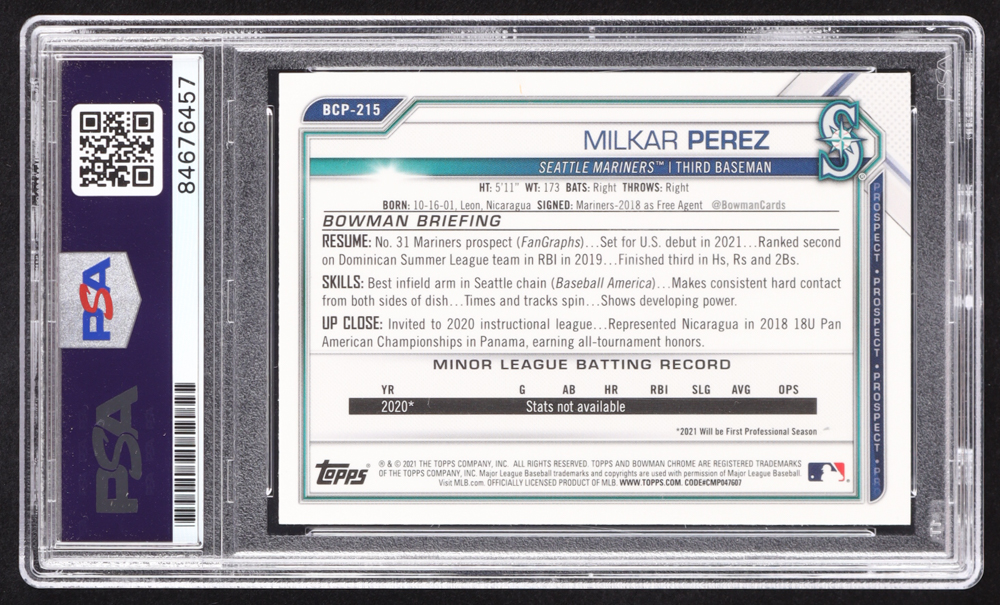 84676457
PSA
PSA
BCP-215
MILKAR PEREZ
SEATTLE MARINERS™ | THIRD BASEMAN
HT: 5'11" WT: 173 BATS: Right THROWS: Right
BORN: 10-16-01, Leon, Nicaragua SIGNED: Mariners-2018 as Free Agent @BowmanCards
BOWMAN BRIEFING
RESUME: No. 31 Mariners prospect (FanGraphs)...Set for U.S. debut in 2021...Ranked second
on Dominican Summer League team in RBI in 2019...Finished third in Hs, Rs and 2Bs.
SKILLS: Best infield arm in Seattle chain (Baseball America)...Makes consistent hard contact
from both sides of dish...Times and tracks spin...Shows developing power.
UP CLOSE: Invited to 2020 instructional league...Represented Nicaragua in 2018 18U Pan
American Championships in Panama, earning all-tournament honors.
MINOR LEAGUE BATTING RECORD
YR G AB HR RBI SLG AVG OPS
2020* Stats not available
*2021 Will be First Professional Season
TOPPS® ® & © 2021 THE TOPPS COMPANY, INC. ALL RIGHTS RESERVED. TOPPS AND BOWMAN CHROME ARE REGISTERED TRADEMARKS
OF THE TOPPS COMPANY, INC. Major League Baseball trademarks and copyrights are used with permission of Major League Baseball.
Visit MLB.com. OFFICIALLY LICENSED PRODUCT OF MLB. WWW.TOPPS.COM. CODE#CMP047607
PROSPECT • PROSPECT • PROSPECT • PR